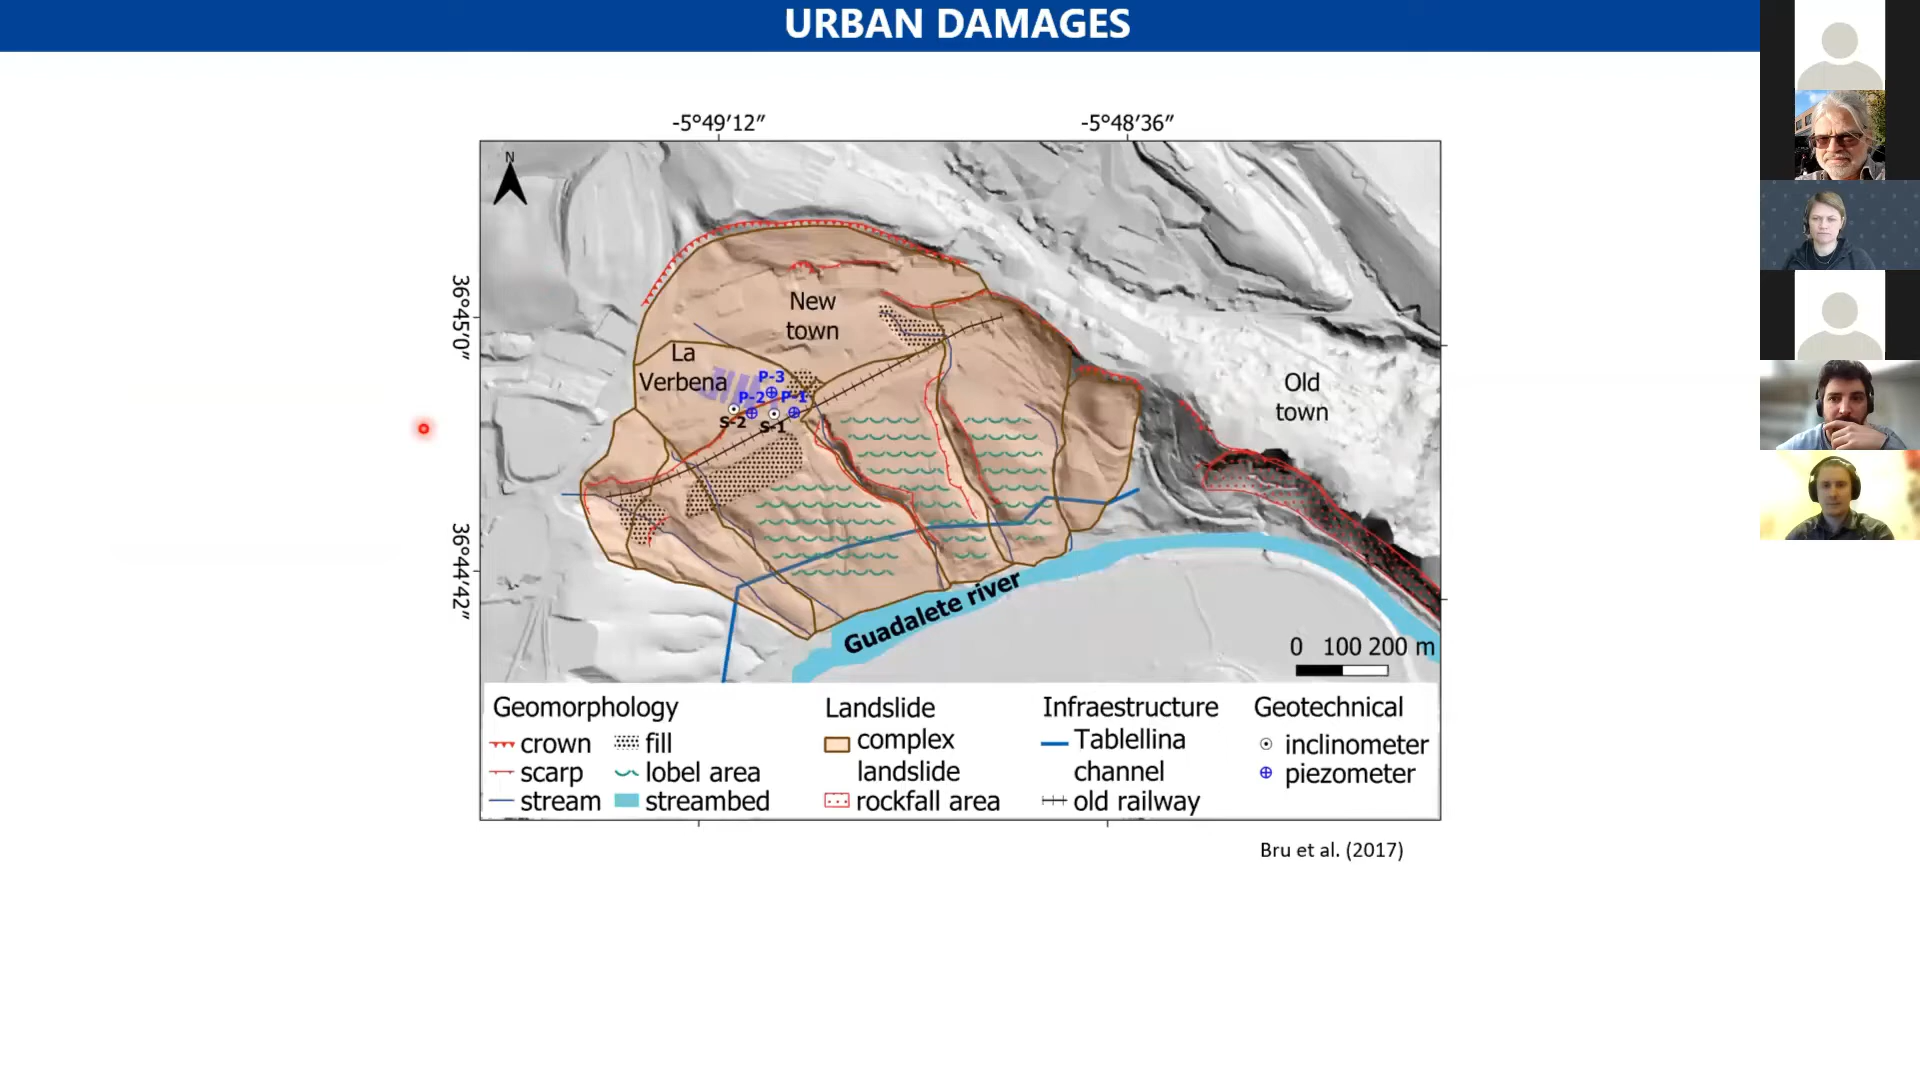 URBAN DAMAGES
-5°49'12"
-5°48'36"
N
36°45'0"
36°44'42"
New
town
La
Verbena
P-3
P-2
P-1
S-2
S-1
Old
town
Guadalete river
0 100 200 m
Geomorphology
crown
scarp
stream
fill
lobel area
streambed
Landslide
complex
landslide
rockfall area
Infraestructure
Tablellina
channel
old railway
Geotechnical
inclinometer
piezometer
Bru et al. (2017)